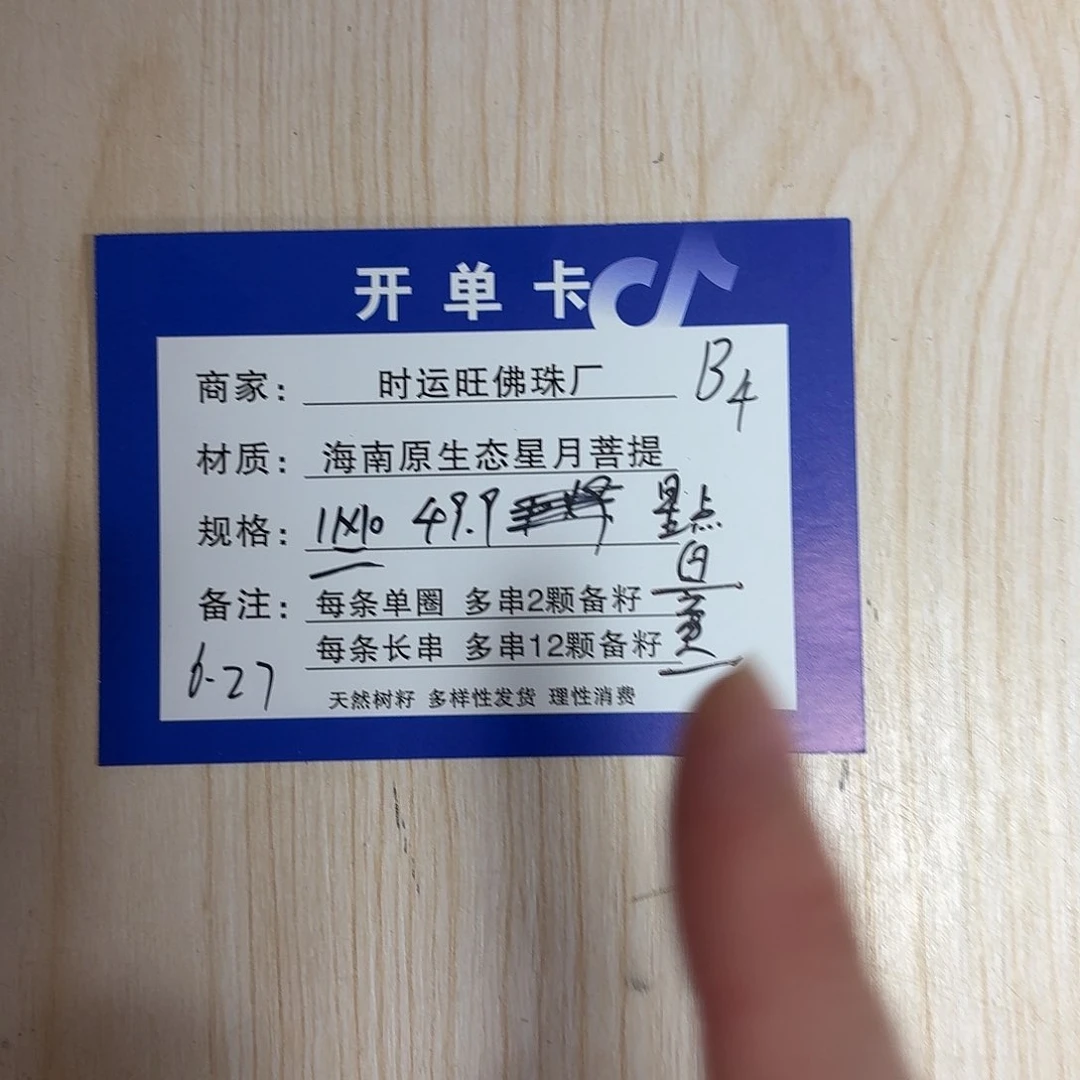 开单卡
商家： 时运旺佛珠厂 B4
材质： 海南原生态星月菩提
规格： 11x10 49.9 星点
备注： 每条单圈 多串2颗备籽
每条长串 多串12颗备籽
6-27
天然树籽 多样性发货 理性消费